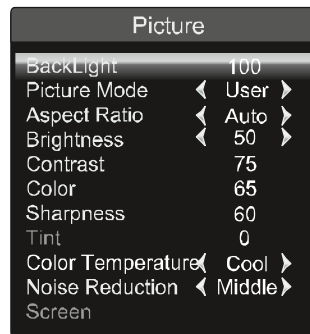 Picture
BackLight 100
Picture Mode User
Aspect Ratio Auto
Brightness 50
Contrast 75
Color 65
Sharpness 60
Tint 0
Color Temperature Cool
Noise Reduction Middle
Screen